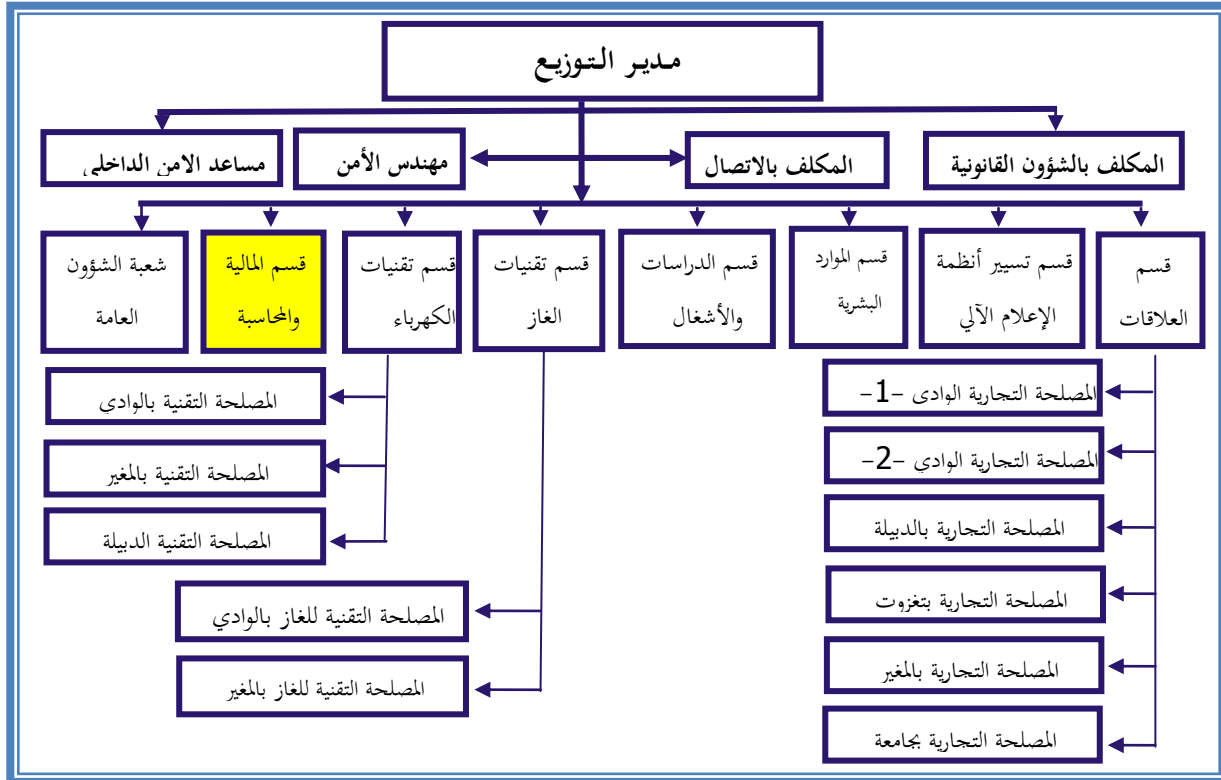 مدير التوزيع
المكلف بالشؤون القانونية
المكلف بالاتصال
مهندس الأمن
مساعد الامن الداخلي
قسم
العلاقات
قسم تسيير أنظمة
الإعلام الآلي
قسم الموارد
البشرية
قسم الدراسات
والأشغال
قسم تقنيات
الغاز
قسم تقنيات
الكهرباء
قسم المالية
والمحاسبة
شعبة الشؤون
العامة
المصلحة التجارية الوادي -1-
المصلحة التجارية الوادي -2-
المصلحة التجارية بالدبيلة
المصلحة التجارية بتغزوت
المصلحة التجارية بالمغير
المصلحة التجارية بجامعة
المصلحة التقنية بالوادي
المصلحة التقنية بالمغير
المصلحة التقنية الدبيلة
المصلحة التقنية للغاز بالوادي
المصلحة التقنية للغاز بالمغير